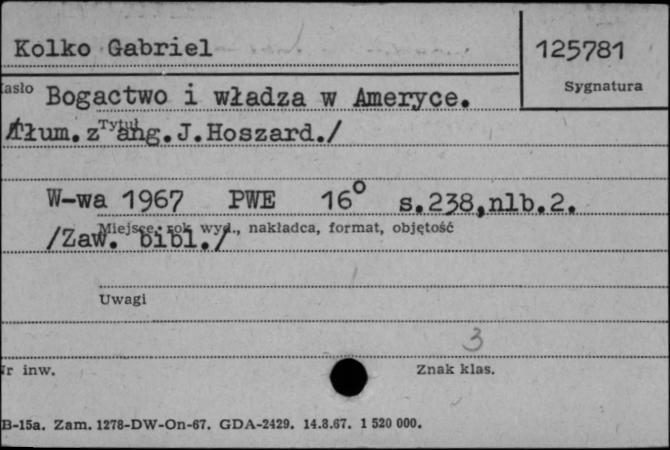 Kolko Gabriel
125781
Sygnatura
Hasło
Bogactwo i władza w Ameryce.
/Tłum.z ang.J.Hoszard./
Tytuł
W-wa 1967 PWE 16° s.238,nlb.2.
Miejsce, rok wyd., nakładca, format, objętość
/Zaw. bibl./
Uwagi
3
Nr inw.
Znak klas.
B-15a. Zam. 1278-DW-On-67. GDA-2429. 14.8.67. 1 520 000.